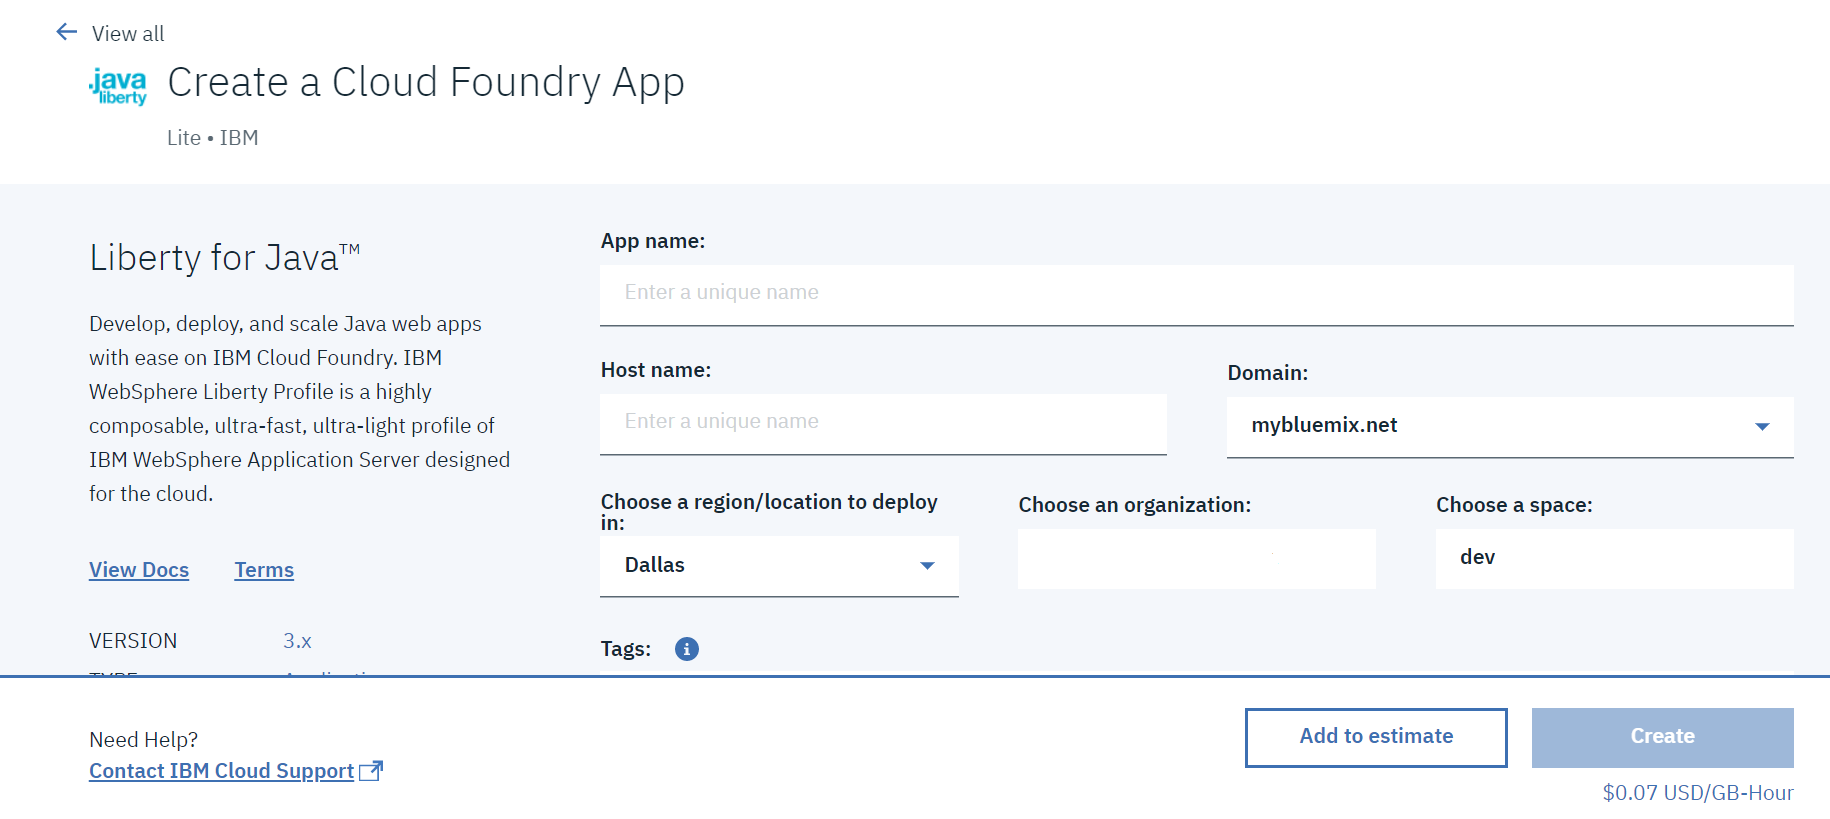 View all
.java
liberty
Create a Cloud Foundry App
Lite • IBM
Liberty for Java™
Develop, deploy, and scale Java web apps
with ease on IBM Cloud Foundry. IBM
WebSphere Liberty Profile is a highly
composable, ultra-fast, ultra-light profile of
IBM WebSphere Application Server designed
for the cloud.
View Docs Terms
VERSION 3.x
App name:
Enter a unique name
Host name:
Enter a unique name
Domain:
mybluemix.net
Choose a region/location to deploy
in:
Dallas
Choose an organization:
Choose a space:
dev
Tags:
Need Help?
Contact IBM Cloud Support
Add to estimate
Create
$0.07 USD/GB-Hour